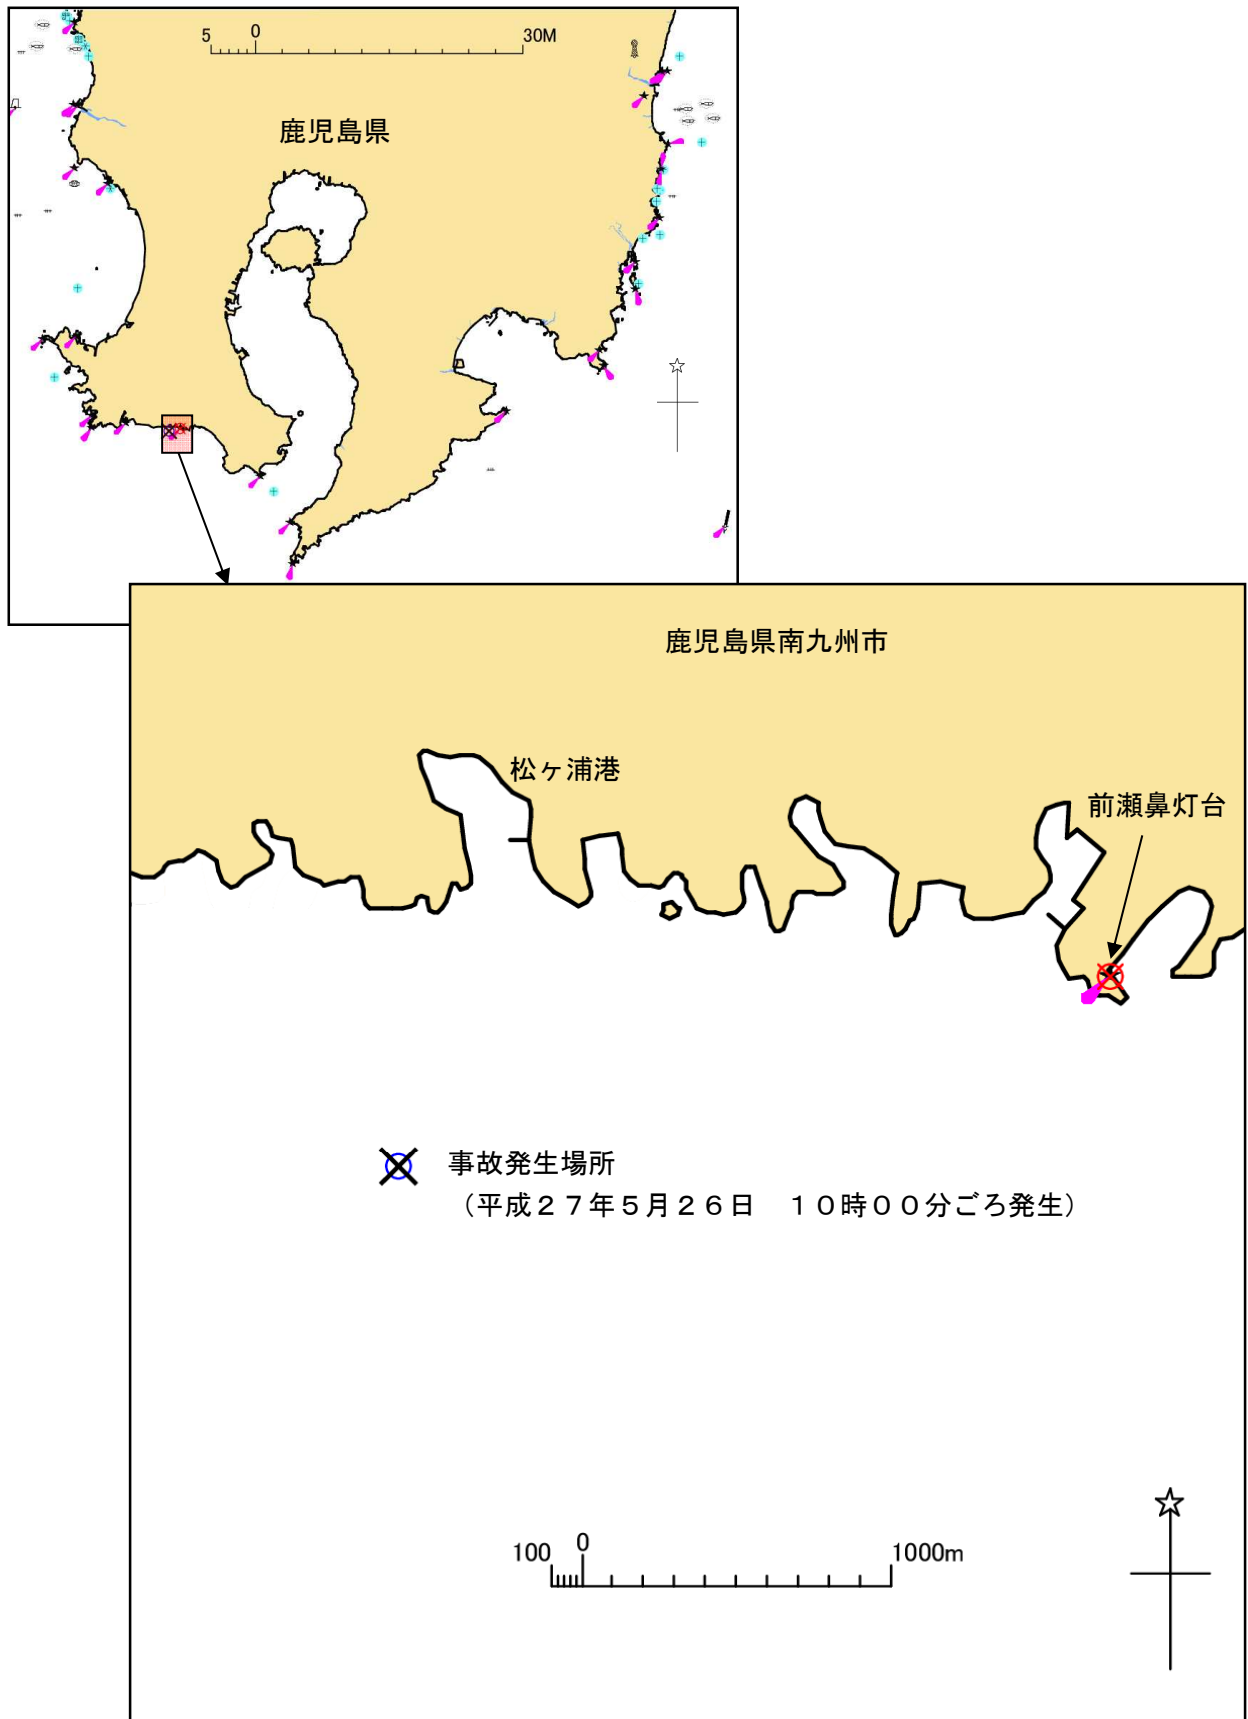 5 0 30M
鹿児島県
鹿児島県南九州市
松ヶ浦港
前瀬鼻灯台
事故発生場所
（平成２７年５月２６日　１０時００分ごろ発生）
100 0 1000m